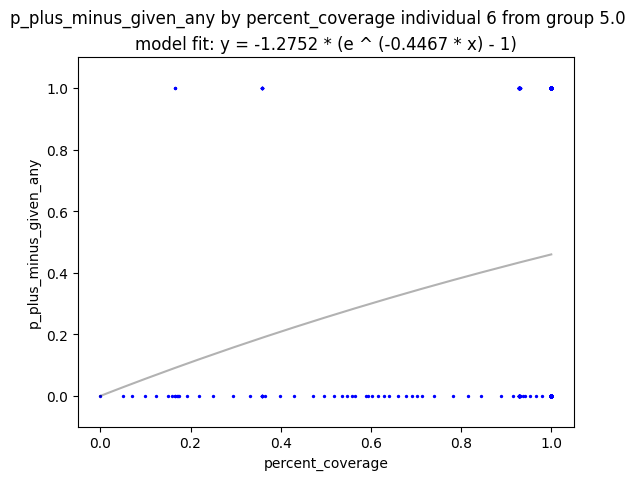 p_plus_minus_given_any by percent_coverage individual 6 from group 5.0
model fit: y = -1.2752 * (e ^ (-0.4467 * x) - 1)
1.0
0.8
0.6
0.4
0.2
0.0
p_plus_minus_given_any
0.0 0.2 0.4 0.6 0.8 1.0
percent_coverage